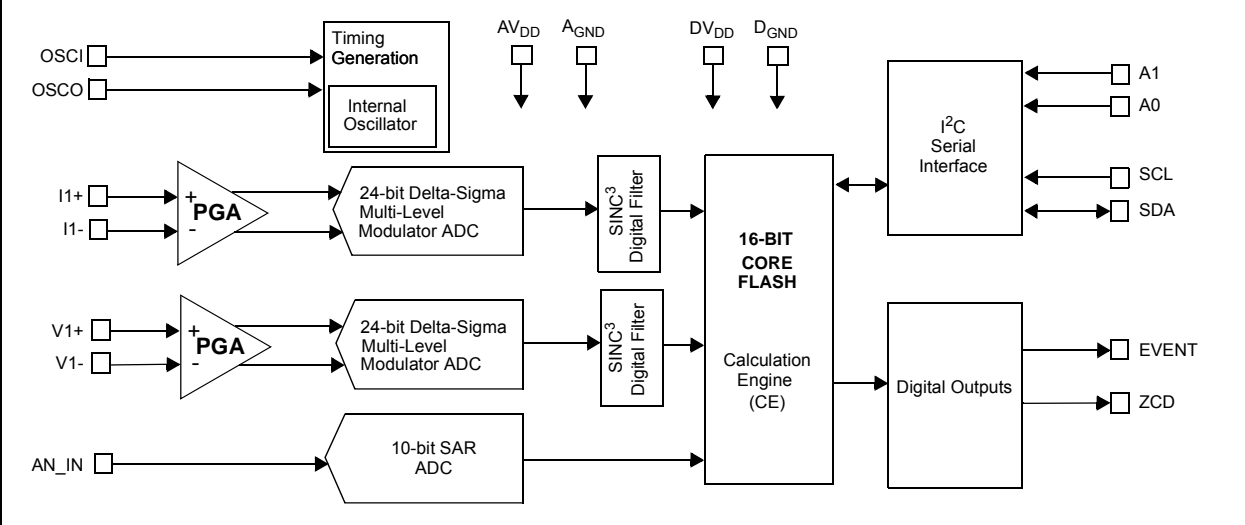 OSCI
OSCO
Timing
Generation
Internal
Oscillator
AVDD
AGND
DVDD
DGND
I1+
I1-
+
PGA
-
24-bit Delta-Sigma
Multi-Level
Modulator ADC
SINC3
Digital Filter
V1+
V1-
+
PGA
-
24-bit Delta-Sigma
Multi-Level
Modulator ADC
SINC3
Digital Filter
AN_IN
10-bit SAR
ADC
16-BIT
CORE
FLASH
Calculation
Engine
(CE)
I2C
Serial
Interface
A1
A0
SCL
SDA
Digital Outputs
EVENT
ZCD